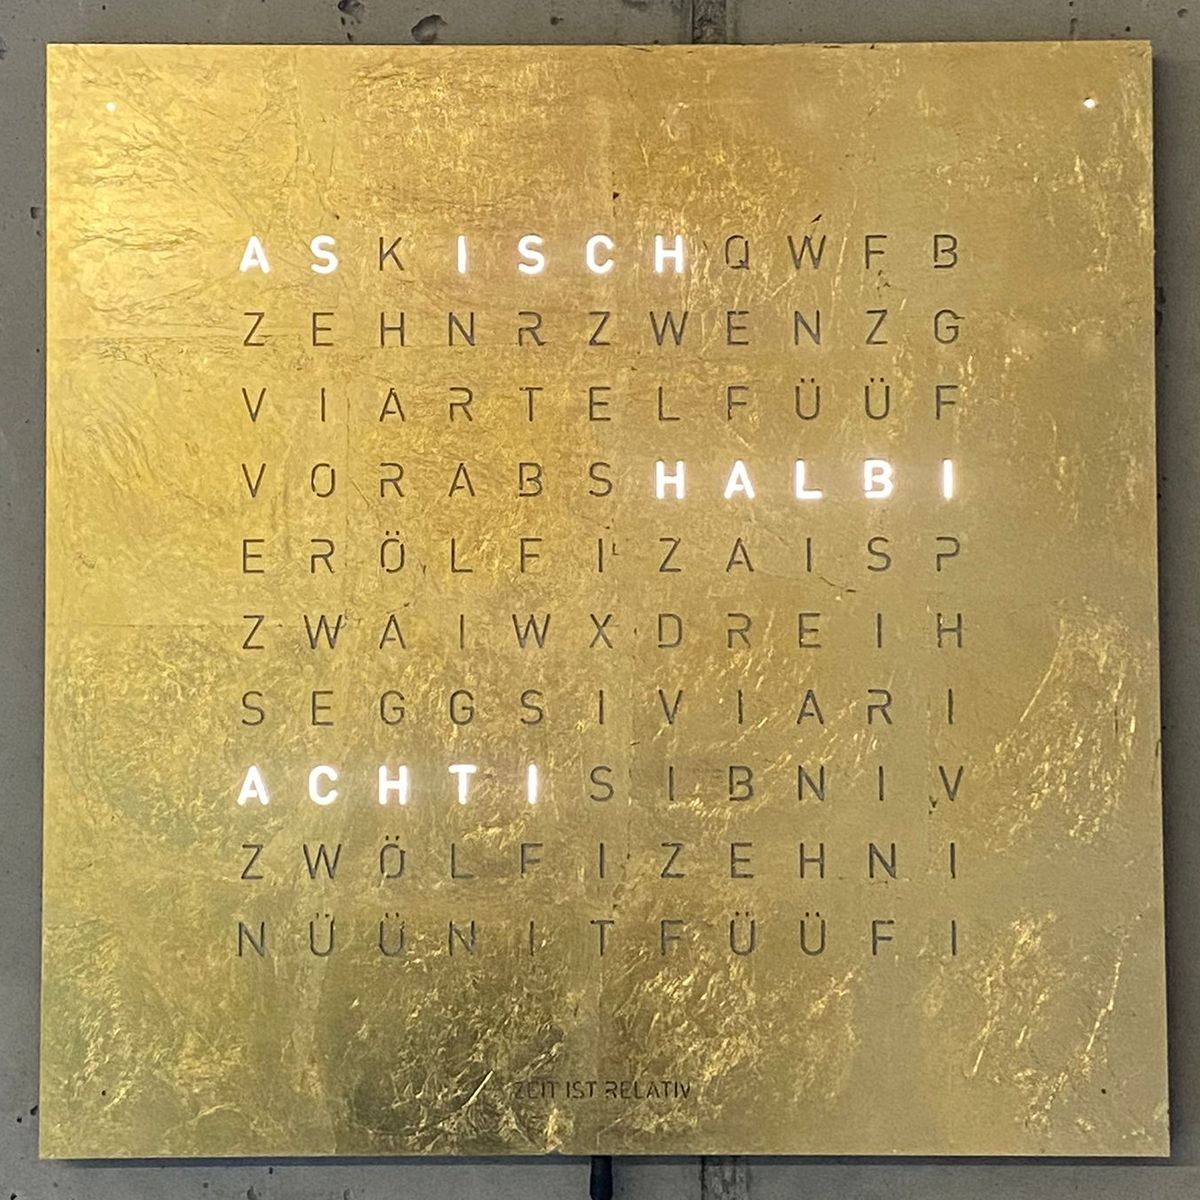 ASKISCHQWFB
ZEHNRZWENZG
VIARTELFÜÜF
VORABSHALBI
ERÖLFIZAISP
ZWAIWXDREIH
SEGGSIVIARI
ACHTISIBNIV
ZWÖLFIZEHNI
NÜÜNITFÜÜFI
ZEIT IST RELATIV